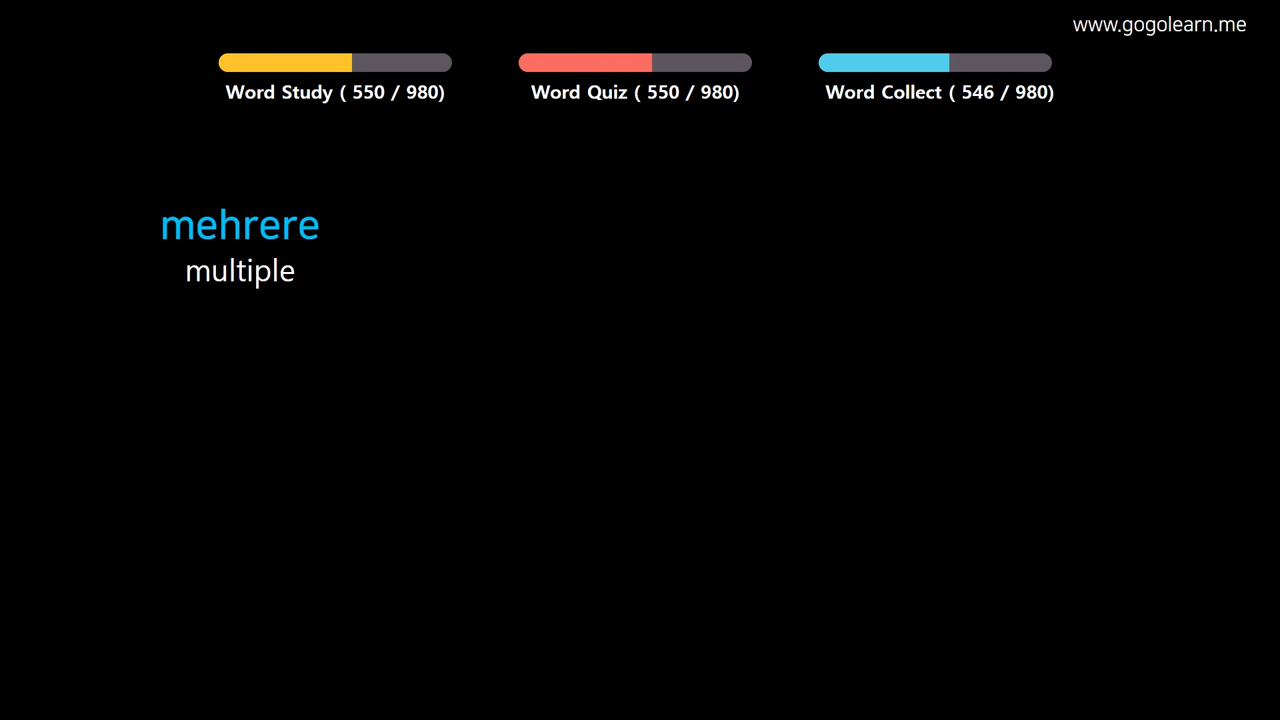 www.gogolearn.me
Word Study ( 550 / 980)
Word Quiz ( 550 / 980)
Word Collect ( 546 / 980)
mehrere
multiple